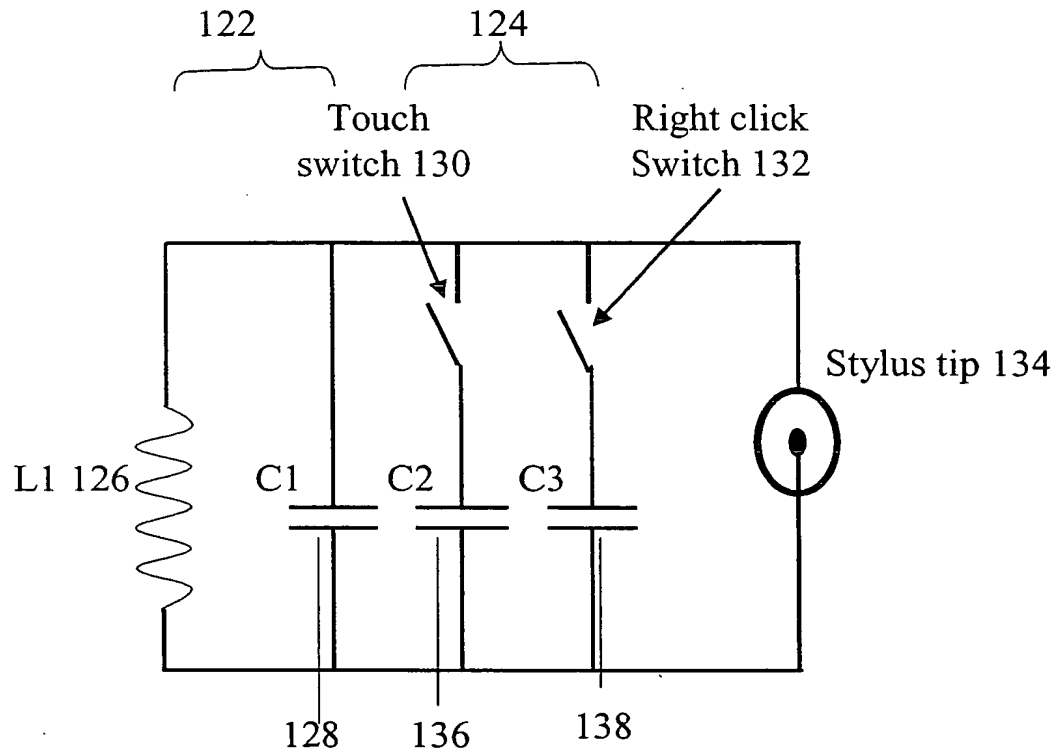 122
124
Touch
switch 130
Right click
Switch 132
Stylus tip 134
L1 126
C1
C2
C3
128
136
138